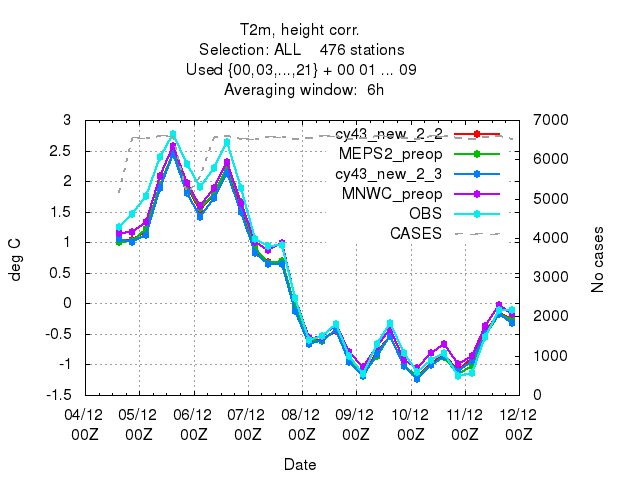 T2m, height corr.
Selection: ALL 476 stations
Used {00,03,...,21} + 00 01 ... 09
Averaging window: 6h
3 7000
cy43_new_2_2
2.5 6000
MEPS2_preop
cy43_new_2_3
2 5000
MNWC_preop
1.5 OBS
CASES
1 4000
deg C
No cases
0.5 3000
0 2000
-0.5
-1 1000
-1.5 0
04/12 05/12 06/12 07/12 08/12 09/12 10/12 11/12 12/12
00Z 00Z 00Z 00Z 00Z 00Z 00Z 00Z 00Z
Date